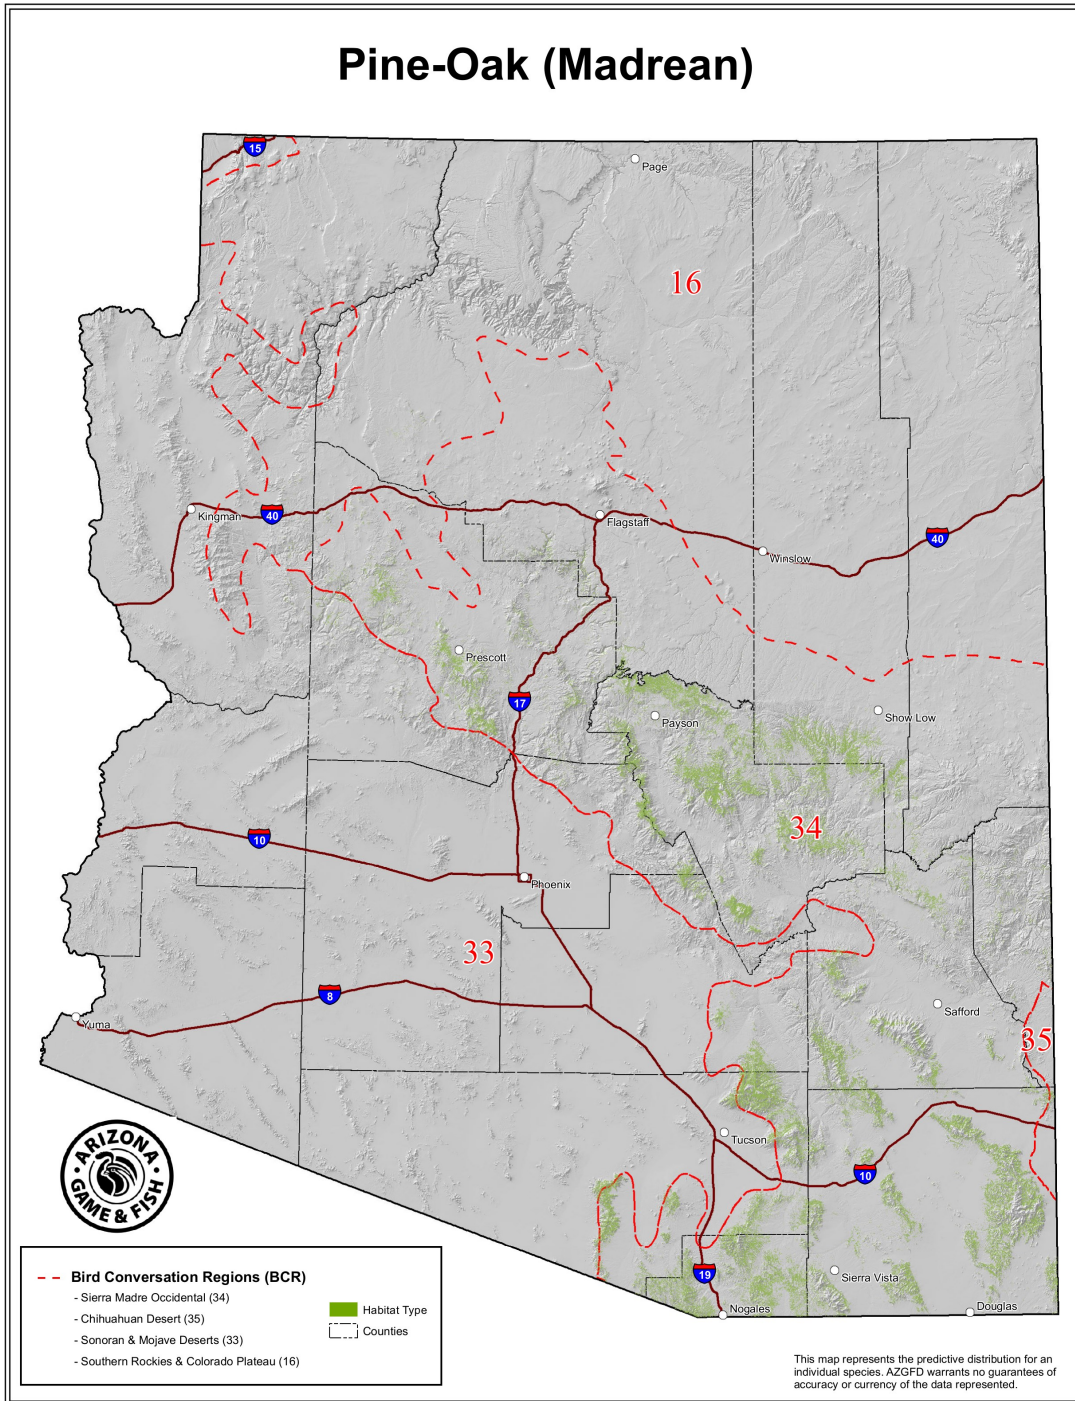 Pine-Oak (Madrean)
15
Page
16
Kingman
40
Flagstaff
40
Winslow
Prescott
17
Payson
Show Low
34
10
Phoenix
33
8
Safford
Yuma
35
Tucson
10
ARIZONA
GAME & FISH
19
Sierra Vista
Nogales
Douglas
Bird Conversation Regions (BCR)
- Sierra Madre Occidental (34)
- Chihuahuan Desert (35)
- Sonoran & Mojave Deserts (33)
- Southern Rockies & Colorado Plateau (16)
Habitat Type
Counties
This map represents the predictive distribution for an
individual species. AZGFD warrants no guarantees of
accuracy or currency of the data represented.